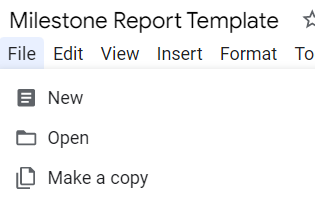 Milestone Report Template
File Edit View Insert Format To
New
Open
Make a copy